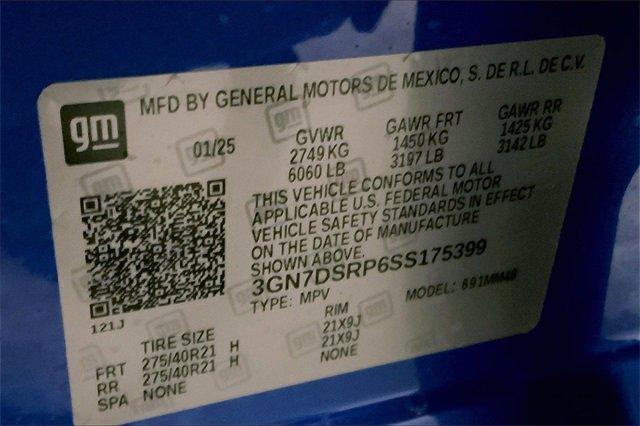 gm
MFD BY GENERAL MOTORS DE MEXICO, S. DE R.L. DE C.V.
01/25 GVWR GAWR FRT GAWR RR
2749 KG 1450 KG 1425 KG
6060 LB 3197 LB 3142 LB
THIS VEHICLE CONFORMS TO ALL
APPLICABLE U.S. FEDERAL MOTOR
VEHICLE SAFETY STANDARDS IN EFFECT
ON THE DATE OF MANUFACTURE
SHOWN ABOVE.
3GN7DSRP6SS175399
TYPE: MPV MODEL: 691MM48
121J
TIRE SIZE RIM
FRT 275/40R21 H 21X9J
RR 275/40R21 H 21X9J
SPA NONE NONE